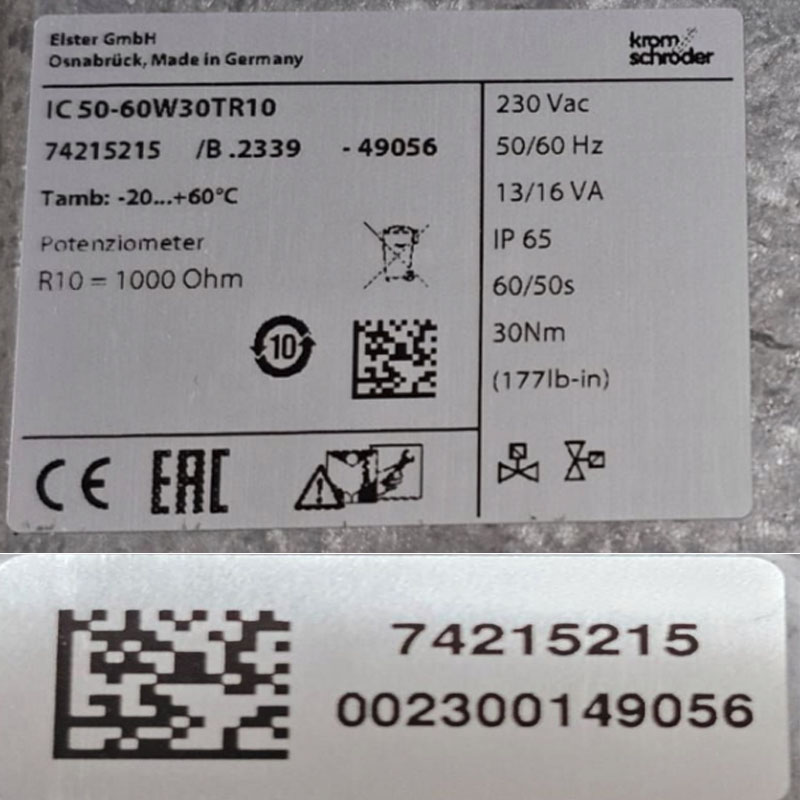 Elster GmbH
Osnabrück, Made in Germany
krom
schröder
IC 50-60W30TR10
74215215 /B .2339 - 49056
Tamb: -20...+60°C
Potenziometer
R10 = 1000 Ohm
10
CE EAC
230 Vac
50/60 Hz
13/16 VA
IP 65
60/50s
30Nm
(177lb-in)
74215215
002300149056